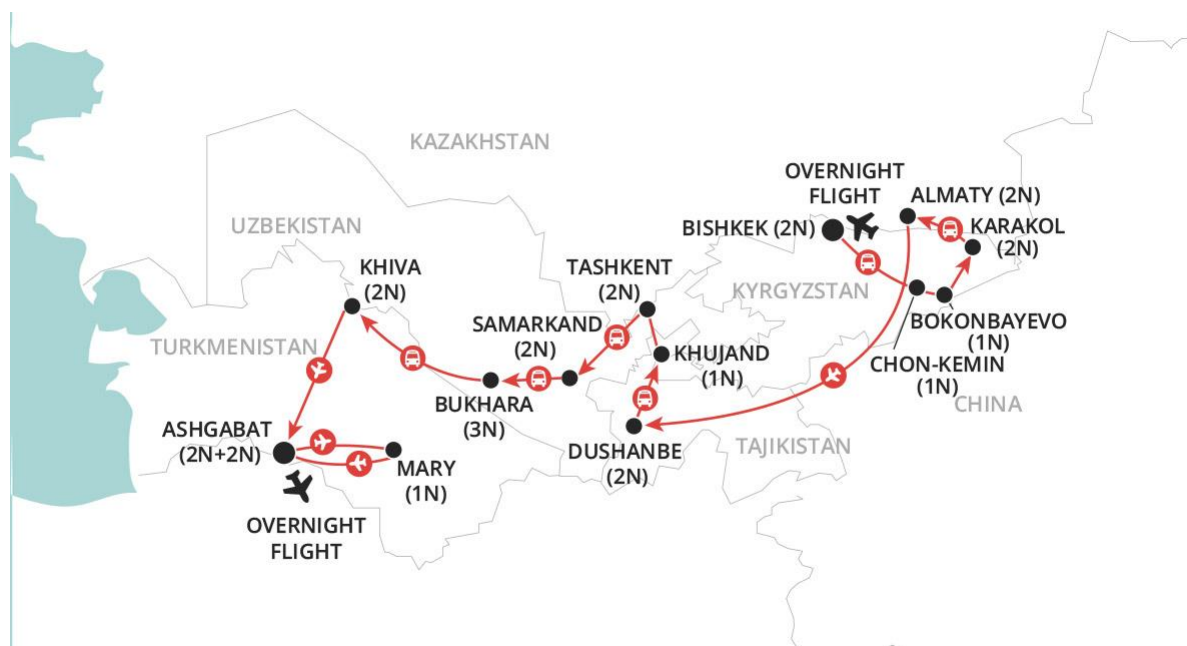 KAZAKHSTAN
OVERNIGHT
FLIGHT
ALMATY (2N)
UZBEKISTAN
BISHKEK (2N)
KARAKOL
(2N)
KHIVA
(2N)
TASHKENT
(2N)
KYRGYZSTAN
TURKMENISTAN
SAMARKAND
(2N)
BOKONBAYEVO
(1N)
KHUJAND
(1N)
CHON-KEMIN
(1N)
BUKHARA
(3N)
CHINA
ASHGABAT
(2N+2N)
MARY
(1N)
DUSHANBE
(2N)
TAJIKISTAN
OVERNIGHT
FLIGHT